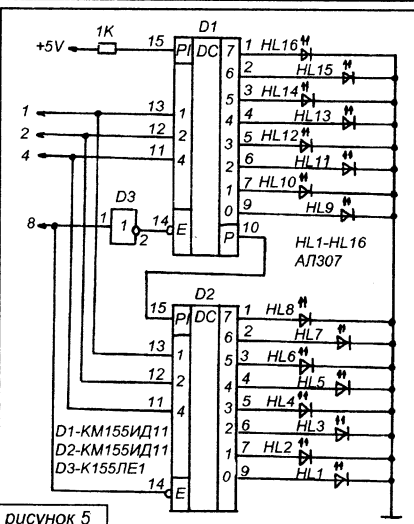 D1
+5V 1K 15 PI DC 7 1 HL16
6 2 HL15
1 13 1 5 3 HL14
2 12 2 4 4 HL13
4 11 4 3 5 HL12
2 6 HL11
D3 1 7 HL10
8 1 1 2 14 E 0 9 HL9
P 10
HL1-HL16
АЛ307
D2
15 PI DC 7 1 HL8
6 2 HL7
13 1 5 3 HL6
12 2 4 4 HL5
11 4 3 5 HL4
2 6 HL3
1 7 HL2
14 E 0 9 HL1
D1-КМ155ИД11
D2-КМ155ИД11
D3-К155ЛЕ1
рисунок 5